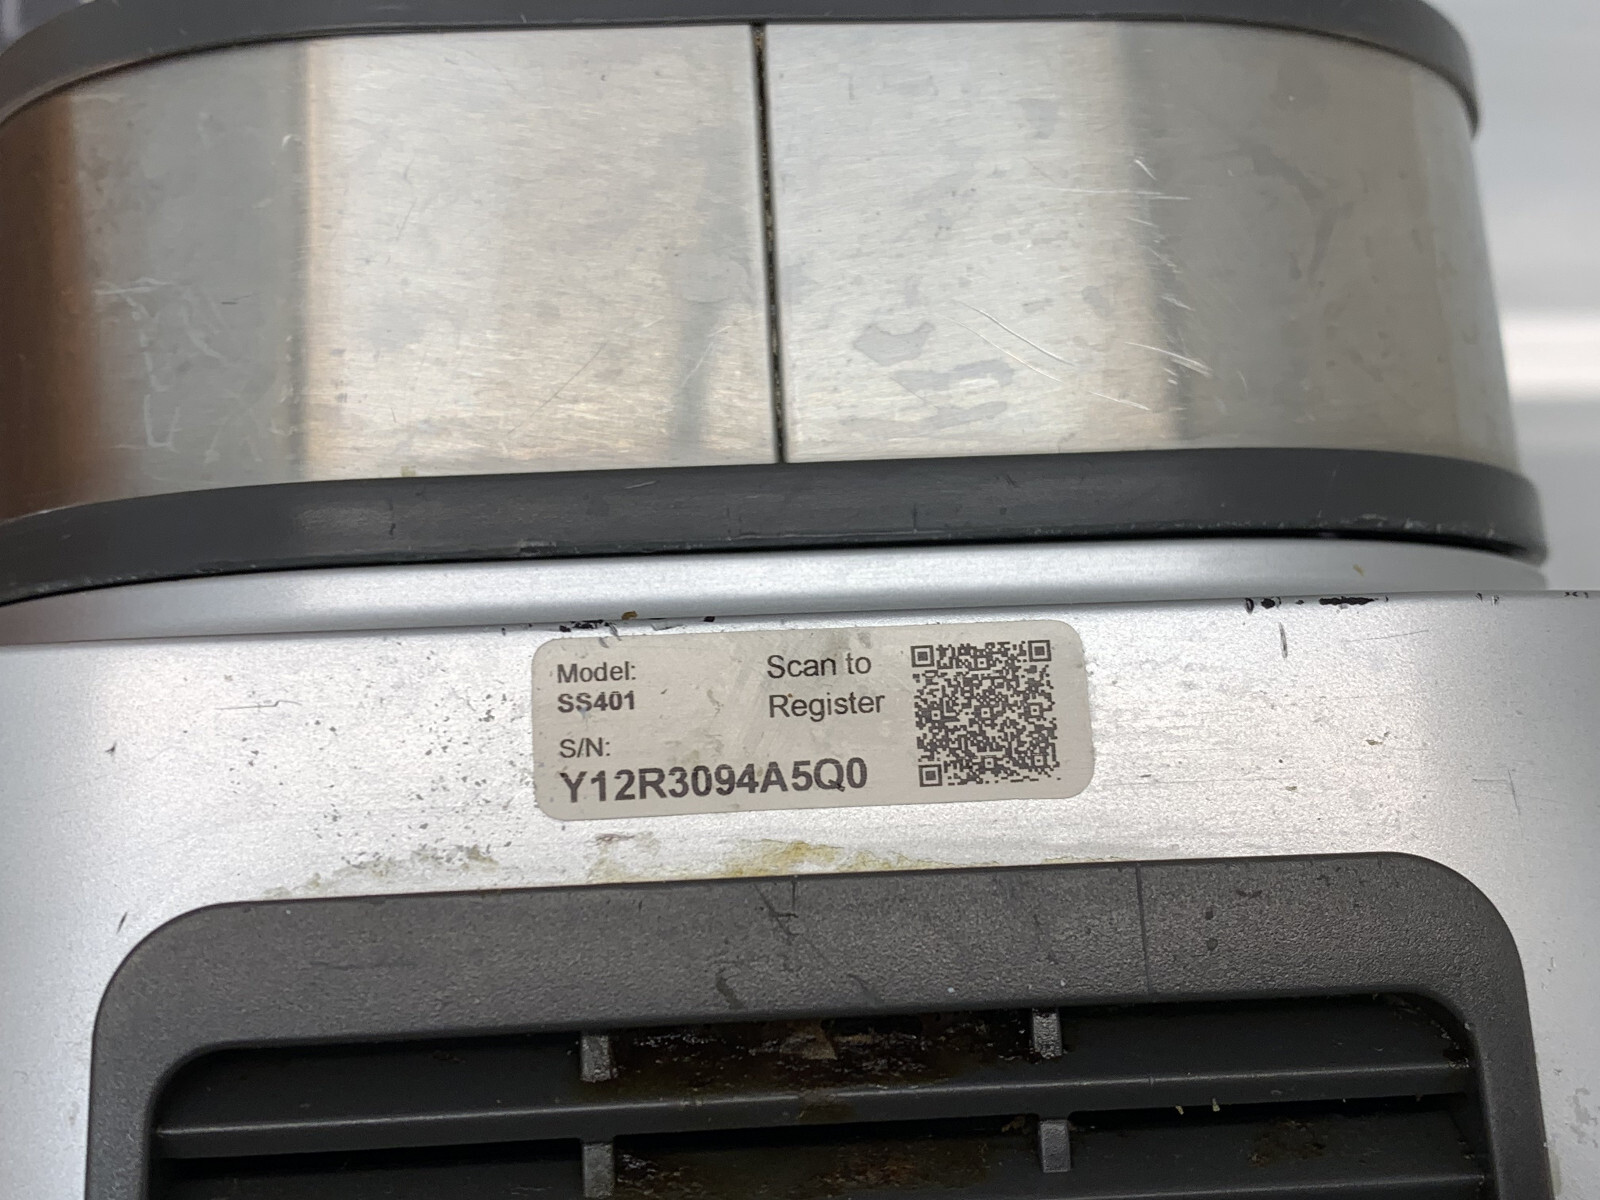 Model:
SS401
Scan to
Register
S/N:
Y12R3094A5Q0